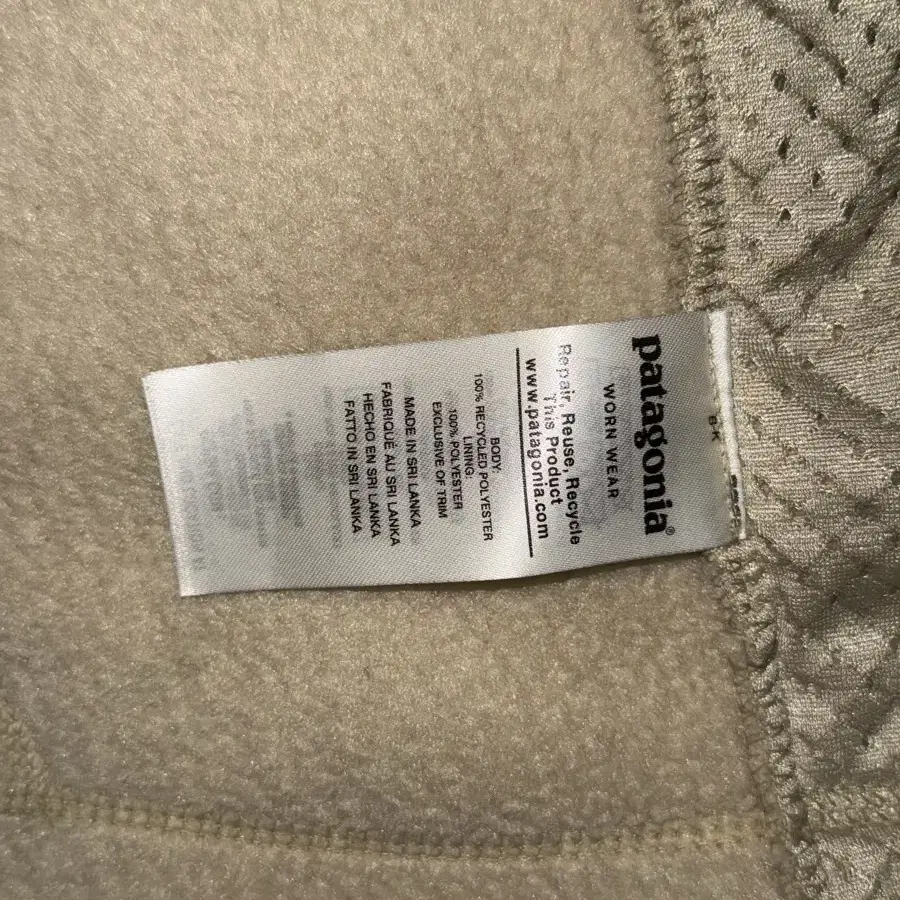 patagonia®
WORN WEAR
Repair, Reuse, Recycle
This Product
www.patagonia.com
BODY:
100% RECYCLED POLYESTER
LINING:
100% POLYESTER
EXCLUSIVE OF TRIM
MADE IN SRI LANKA
FABRIQUÉ AU SRI LANKA
HECHO EN SRI LANKA
FATTO IN SRI LANKA